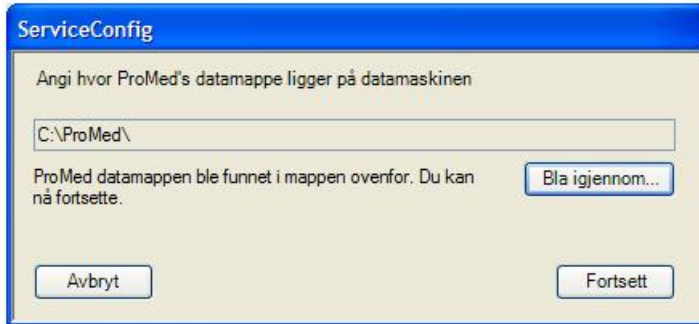 ServiceConfig
Angi hvor ProMed's datamappe ligger på datamaskinen
C:\ProMed\
ProMed datamappen ble funnet i mappen ovenfor. Du kan
nå fortsette.
Bla igjennom...
Avbryt
Fortsett